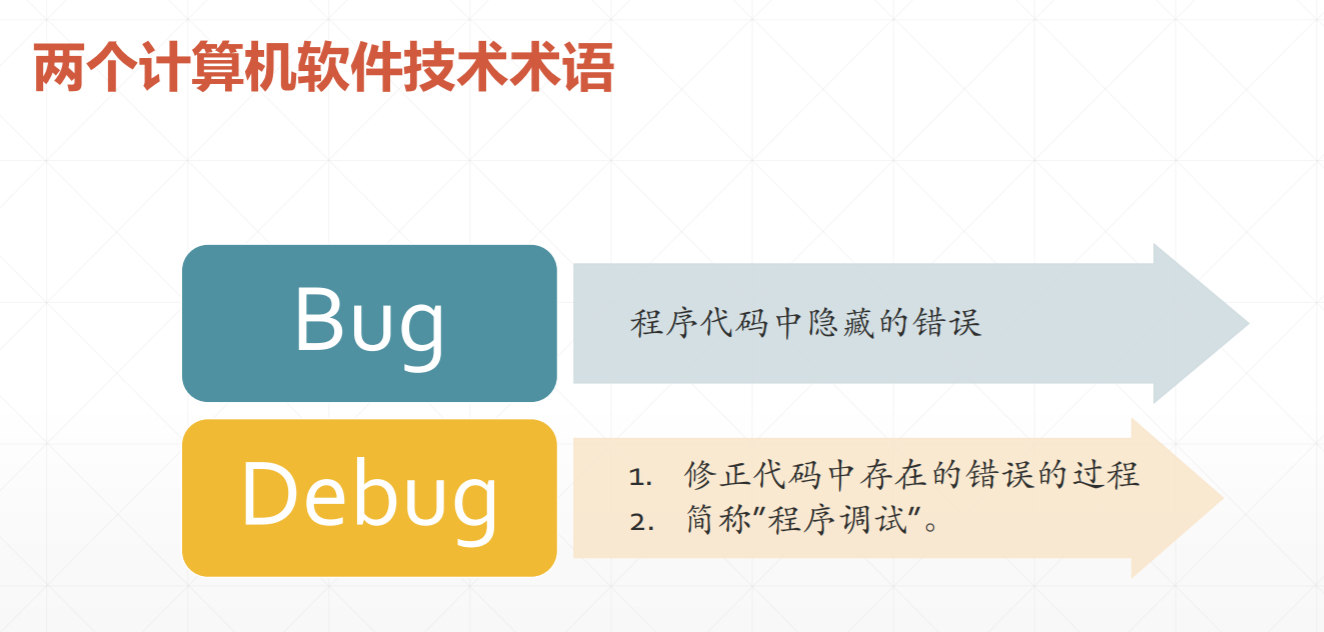 两个计算机软件技术术语
Bug
程序代码中隐藏的错误
Debug
1. 修正代码中存在的错误的过程
2. 简称"程序调试"。